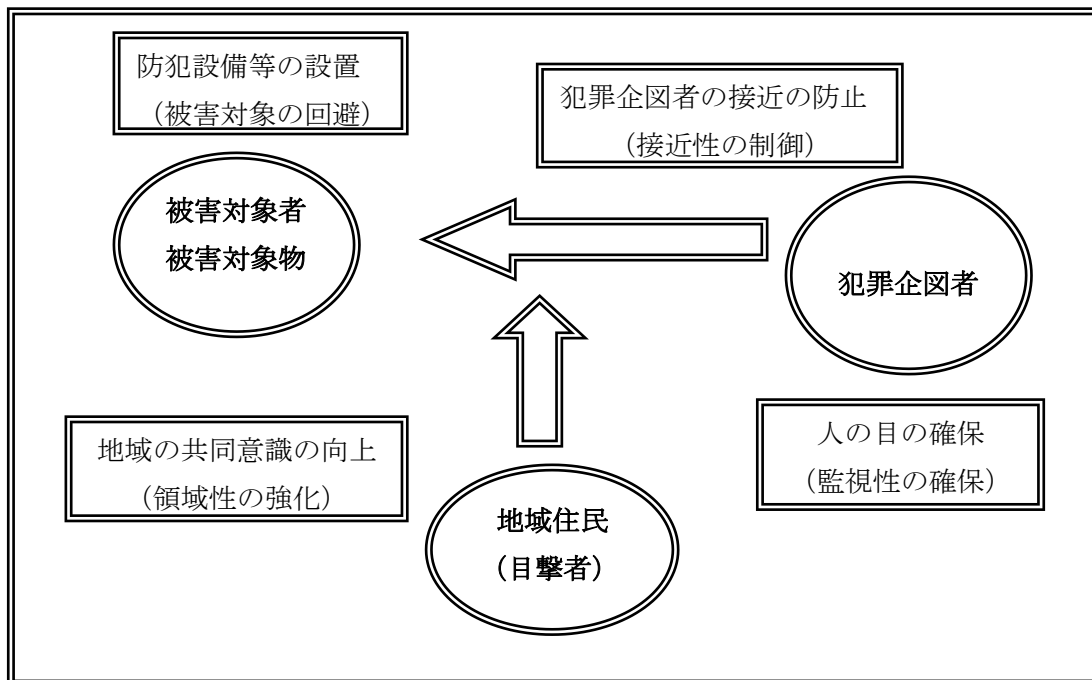 防犯設備等の設置
（被害対象の回避）
犯罪企図者の接近の防止
（接近性の制御）
被害対象者
被害対象物
犯罪企図者
地域の共同意識の向上
（領域性の強化）
人の目の確保
（監視性の確保）
地域住民
（目撃者）